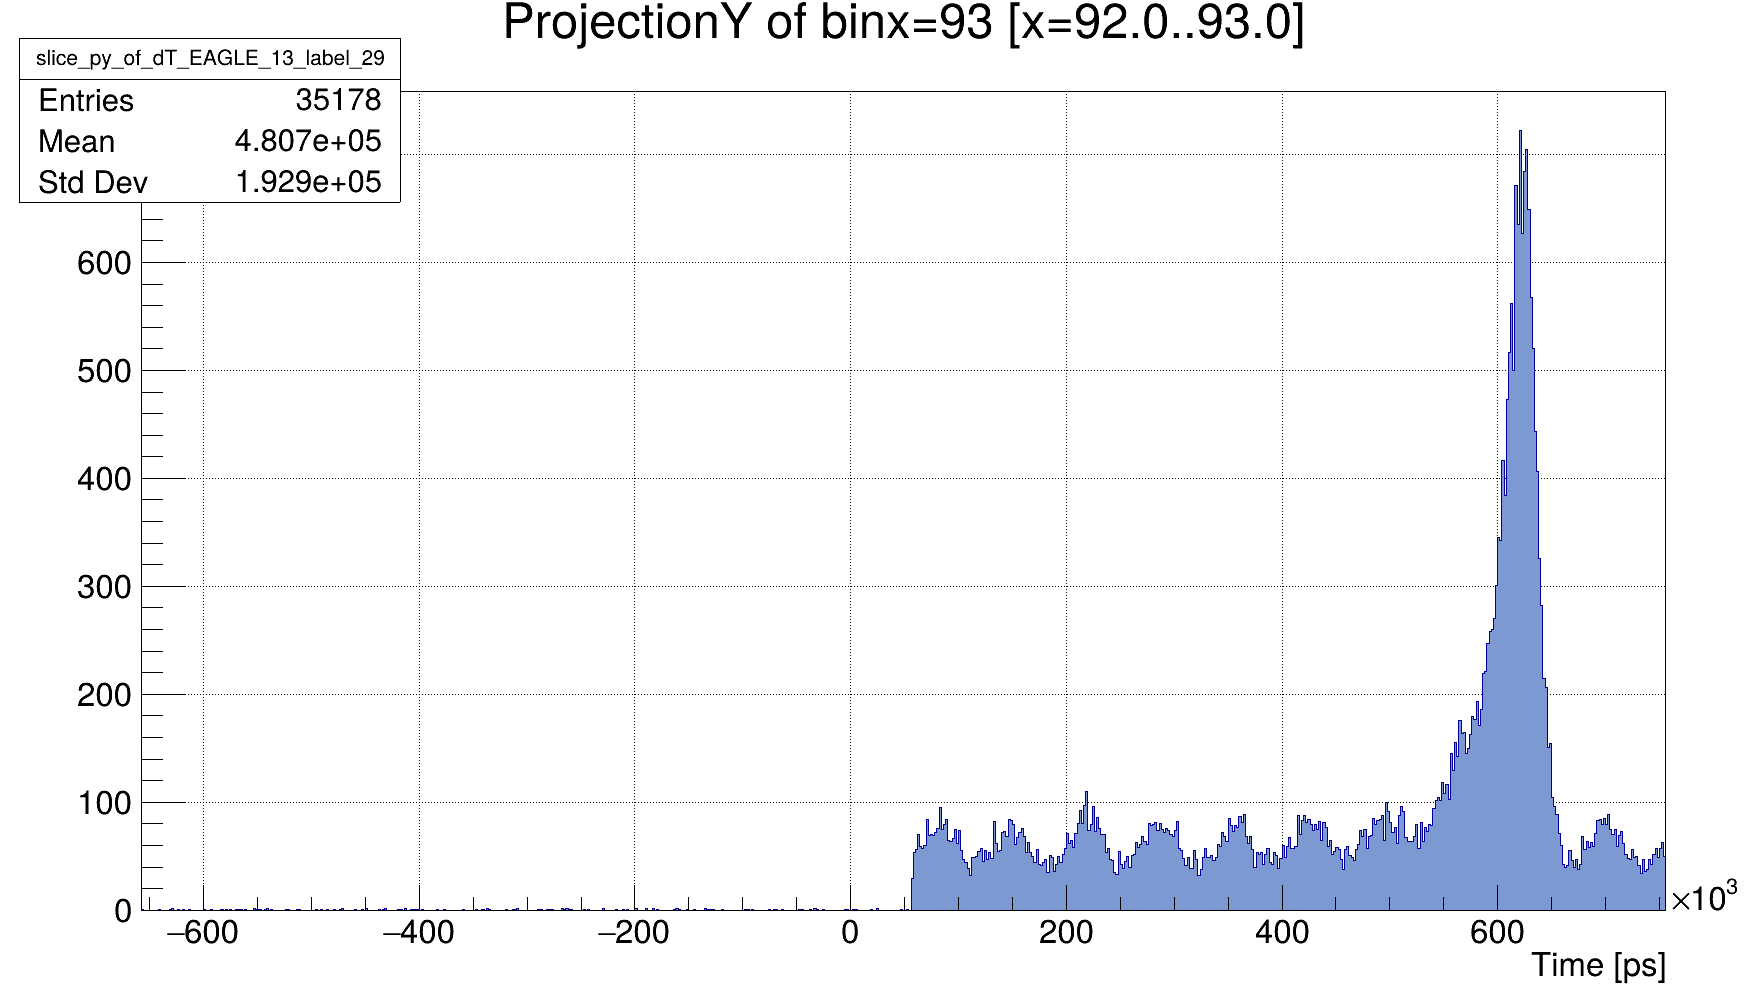 ProjectionY of binx=93 [x=92.0..93.0]
slice_py_of_dT_EAGLE_13_label_29
Entries 35178
Mean 4.807e+05
Std Dev 1.929e+05
600
500
400
300
200
100
0
−600 −400 −200 0 200 400 600
×10³
Time [ps]